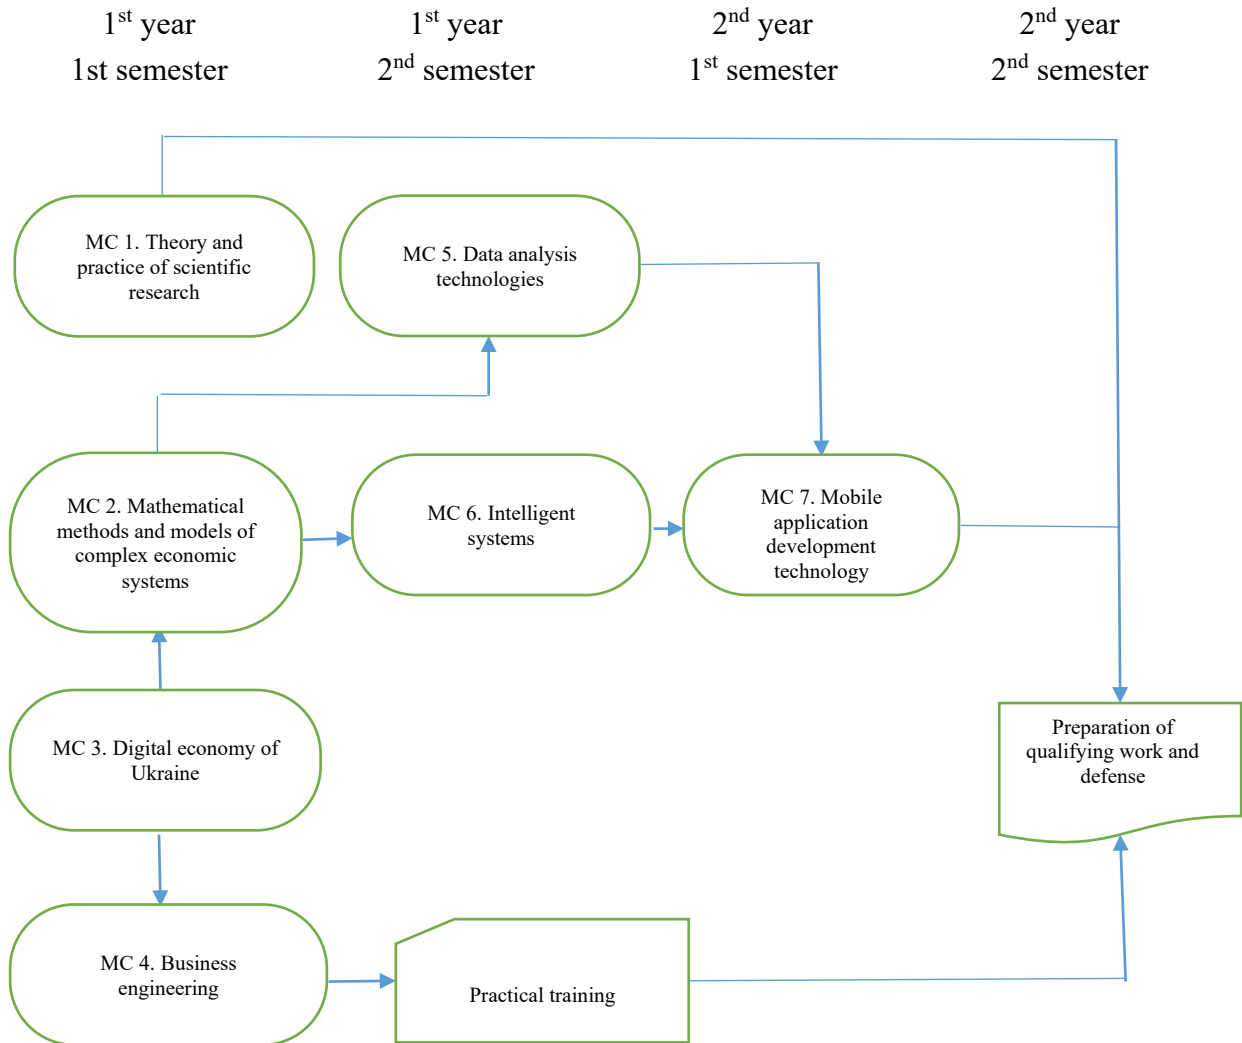 1st year
1st semester
1st year
2nd semester
2nd year
1st semester
2nd year
2nd semester
MC 1. Theory and
practice of scientific
research
MC 5. Data analysis
technologies
MC 2. Mathematical
methods and models of
complex economic
systems
MC 6. Intelligent
systems
MC 7. Mobile
application
development
technology
MC 3. Digital economy of
Ukraine
Preparation of
qualifying work and
defense
MC 4. Business
engineering
Practical training